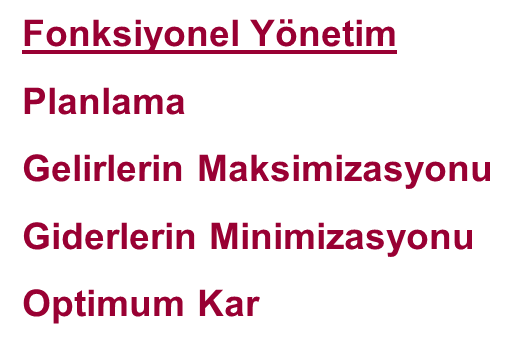 Fonksiyonel Yönetim
Planlama
Gelirlerin Maksimizasyonu
Giderlerin Minimizasyonu
Optimum Kar